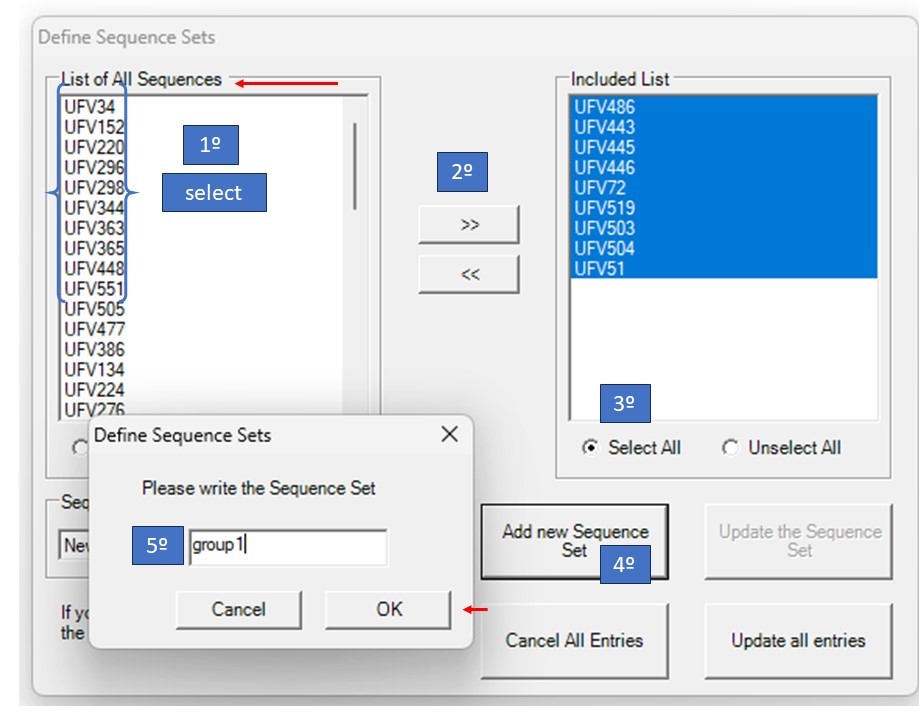 Define Sequence Sets
List of All Sequences
UFV34
UFV152
UFV220
UFV296
UFV298
UFV344
UFV363
UFV365
UFV448
UFV551
UFV505
UFV477
UFV386
UFV134
UFV224
UFV276
1º
select
2º
>>
<<
Included List
UFV486
UFV443
UFV445
UFV446
UFV72
UFV519
UFV503
UFV504
UFV51
3º
Select All
Unselect All
Define Sequence Sets
Please write the Sequence Set
5º
group1
Cancel
OK
Seq
New
If yo
the
Add new Sequence
Set
4º
Update the Sequence
Set
Cancel All Entries
Update all entries